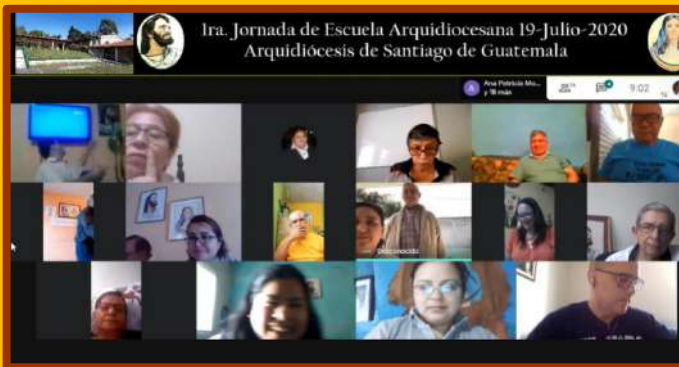 1ra. Jornada de Escuela Arquidiocesana 19-Julio-2020
Arquidiócesis de Santiago de Guatemala
Ana Patricia Mo...
y 18 más
9:02
Desconocido